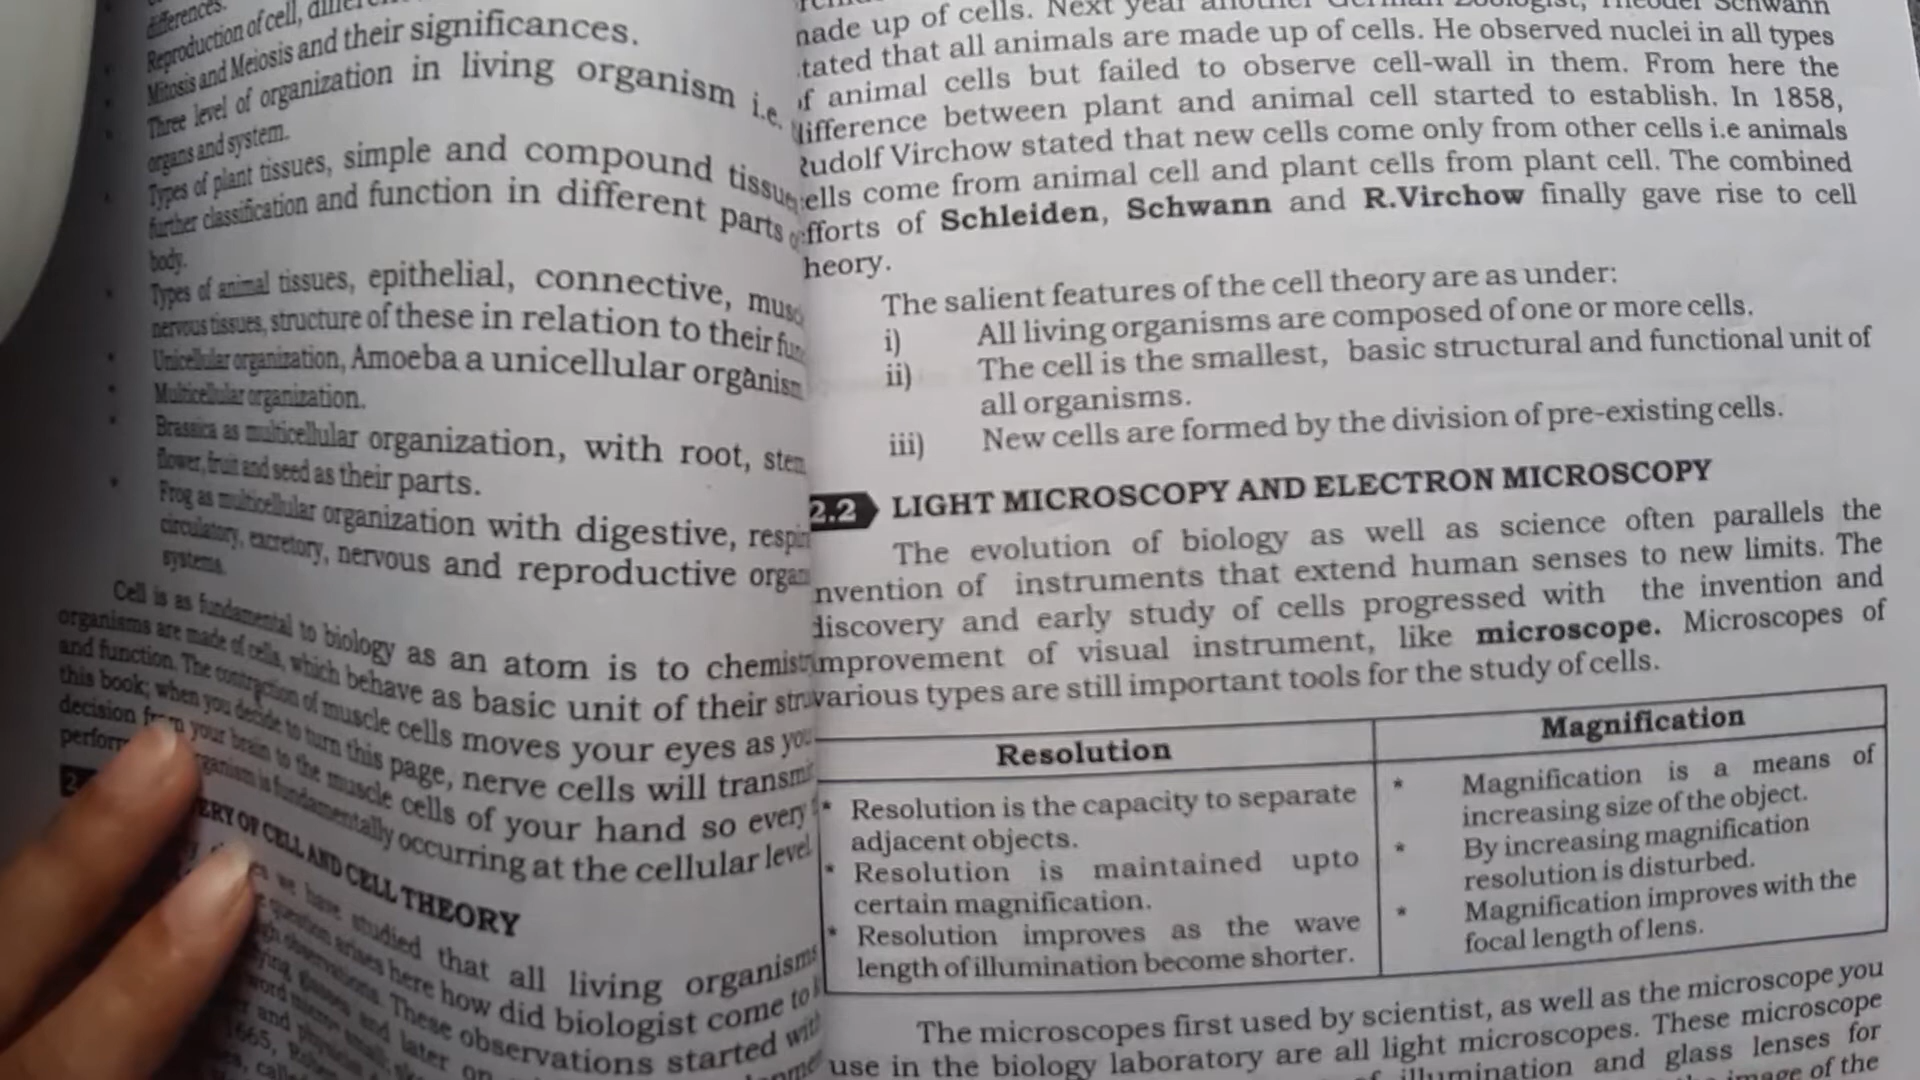 differences.
Reproduction of cell,
Mitosis and Meiosis and their significances.
Three level of organization in living organism i.e.
organs and system.
Types of plant tissues, simple and compound tissue
further classification and function in different parts
body.
Types of animal tissues, epithelial, connective,
nervous tissues, structure of these in relation to their
Unicellular organization, Amoeba a unicellular organism
Multicellular organization.
Brassica as multicellular organization, with root,
flower, fruit and seed as their parts.
Frog as multicellular organization with digestive,
circulatory, excretory, nervous and reproductive
systems.
Cell is as fundamental to biology as an atom is to
organisms are made of cells, which behave as basic unit of their
and function. The contraction of muscle cells moves your eyes as
this book; when you decide to turn this page, nerve cells will
decision from your brain to the muscle cells of your hand so every
organism is fundamentally occurring at the cellular level.
OF CELL AND CELL THEORY
we have studied that all living organisms
question arises here how did biologist come to
observations. These observations started
and later on
1665,
made up of cells. Next year another German Zoologist, Schwann
stated that all animals are made up of cells. He observed nuclei in all types
of animal cells but failed to observe cell-wall in them. From here the
difference between plant and animal cell started to establish. In 1858,
Rudolf Virchow stated that new cells come only from other cells i.e animals
cells come from animal cell and plant cells from plant cell. The combined
efforts of Schleiden, Schwann and R.Virchow finally gave rise to cell
heory.
The salient features of the cell theory are as under:
i) All living organisms are composed of one or more cells.
ii) The cell is the smallest, basic structural and functional unit of
all organisms.
iii) New cells are formed by the division of pre-existing cells.
2.2 LIGHT MICROSCOPY AND ELECTRON MICROSCOPY
The evolution of biology as well as science often parallels the
nvention of instruments that extend human senses to new limits. The
discovery and early study of cells progressed with the invention and
improvement of visual instrument, like microscope. Microscopes of
various types are still important tools for the study of cells.
Resolution
* Resolution is the capacity to separate
adjacent objects.
* Resolution is maintained upto
certain magnification.
* Resolution improves as the wave
length of illumination become shorter.
Magnification
* Magnification is a means of
increasing size of the object.
* By increasing magnification
resolution is disturbed.
* Magnification improves with the
focal length of lens.
The microscopes first used by scientist, as well as the microscope you
use in the biology laboratory are all light microscopes. These microscope
illumination and glass lenses for
image of the